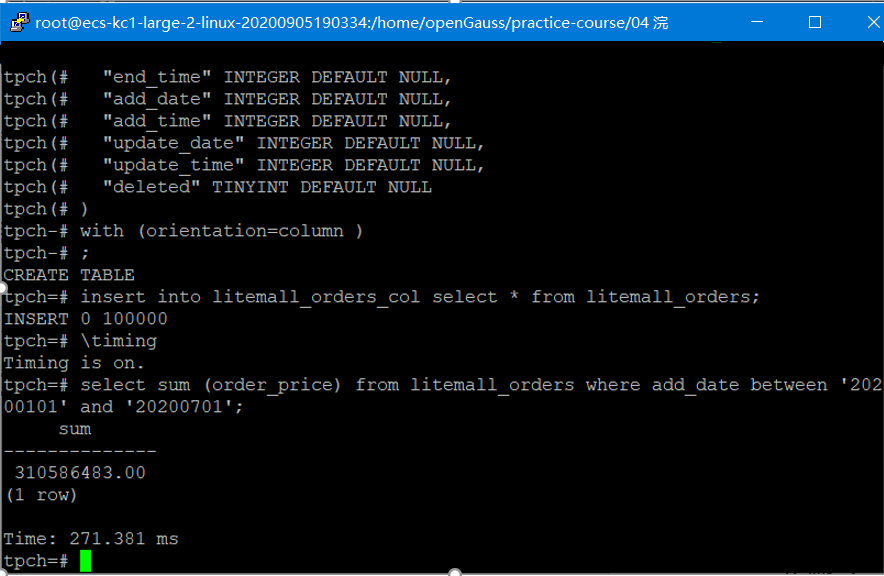 root@ecs-kc1-large-2-linux-20200905190334:/home/openGauss/practice-course/04 浣
tpch(#   "end_time" INTEGER DEFAULT NULL,
tpch(#   "add_date" INTEGER DEFAULT NULL,
tpch(#   "add_time" INTEGER DEFAULT NULL,
tpch(#   "update_date" INTEGER DEFAULT NULL,
tpch(#   "update_time" INTEGER DEFAULT NULL,
tpch(#   "deleted" TINYINT DEFAULT NULL
tpch(# )
tpch-# with (orientation=column )
tpch-# ;
CREATE TABLE
tpch=# insert into litemall_orders_col select * from litemall_orders;
INSERT 0 100000
tpch=# \timing
Timing is on.
tpch=# select sum (order_price) from litemall_orders where add_date between '202
00101' and '20200701';
     sum
--------------
 310586483.00
(1 row)

Time: 271.381 ms
tpch=#